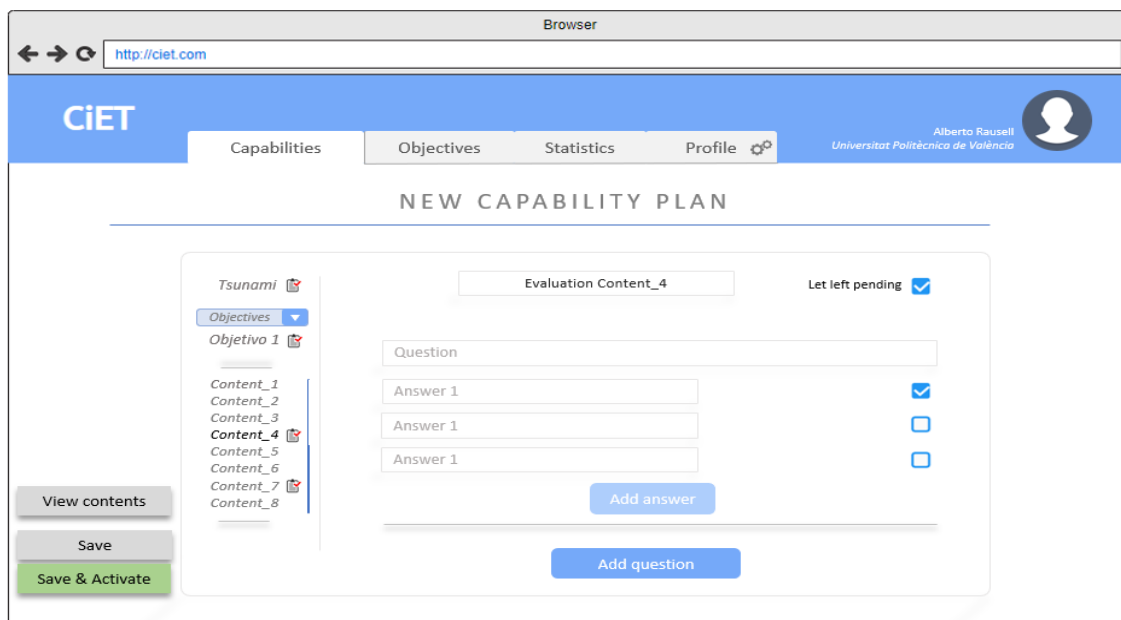 Browser
http://ciet.com
CiET
Capabilities
Objectives
Statistics
Profile
Alberto Rausell
Universitat Politècnica de València
NEW CAPABILITY PLAN
Tsunami
Objectives
Objetivo 1
Content_1
Content_2
Content_3
Content_4
Content_5
Content_6
Content_7
Content_8
Evaluation Content_4
Let left pending
Question
Answer 1
Answer 1
Answer 1
Add answer
Add question
View contents
Save
Save & Activate